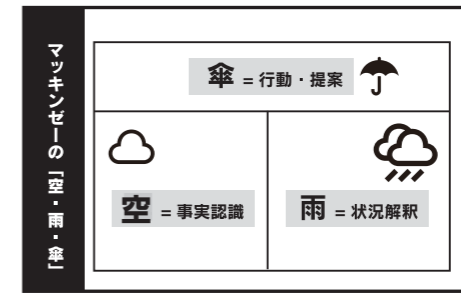 マッキンゼーの「空・雨・傘」
傘 = 行動・提案
空 = 事実認識
雨 = 状況解釈